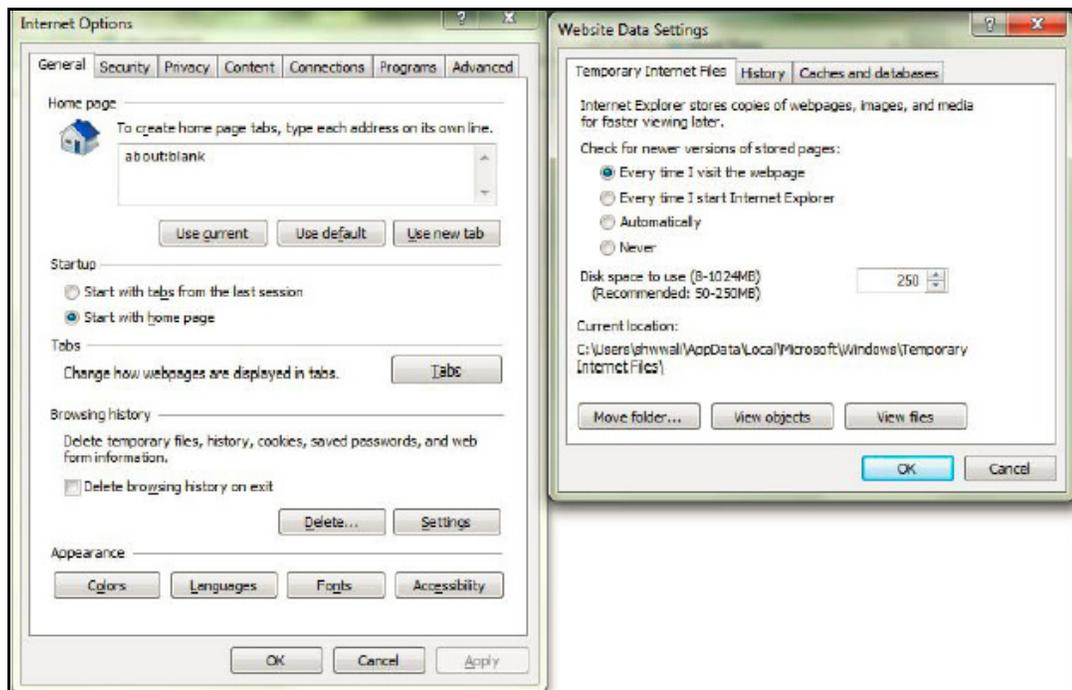 Internet Options
General Security Privacy Content Connections Programs Advanced
Home page
To create home page tabs, type each address on its own line.
about:blank
Use current Use default Use new tab
Startup
Start with tabs from the last session
Start with home page
Tabs
Change how webpages are displayed in tabs. Tabs
Browsing history
Delete temporary files, history, cookies, saved passwords, and web
form information.
Delete browsing history on exit
Delete... Settings
Appearance
Colors Languages Fonts Accessibility
OK Cancel Apply
Website Data Settings
Temporary Internet Files History Caches and databases
Internet Explorer stores copies of webpages, images, and media
for faster viewing later.
Check for newer versions of stored pages:
Every time I visit the webpage
Every time I start Internet Explorer
Automatically
Never
Disk space to use (8-1024MB) 250
(Recommended: 50-250MB)
Current location:
C:\Users\shwwali\AppData\Local\Microsoft\Windows\Temporary
Internet Files\
Move folder... View objects View files
OK Cancel